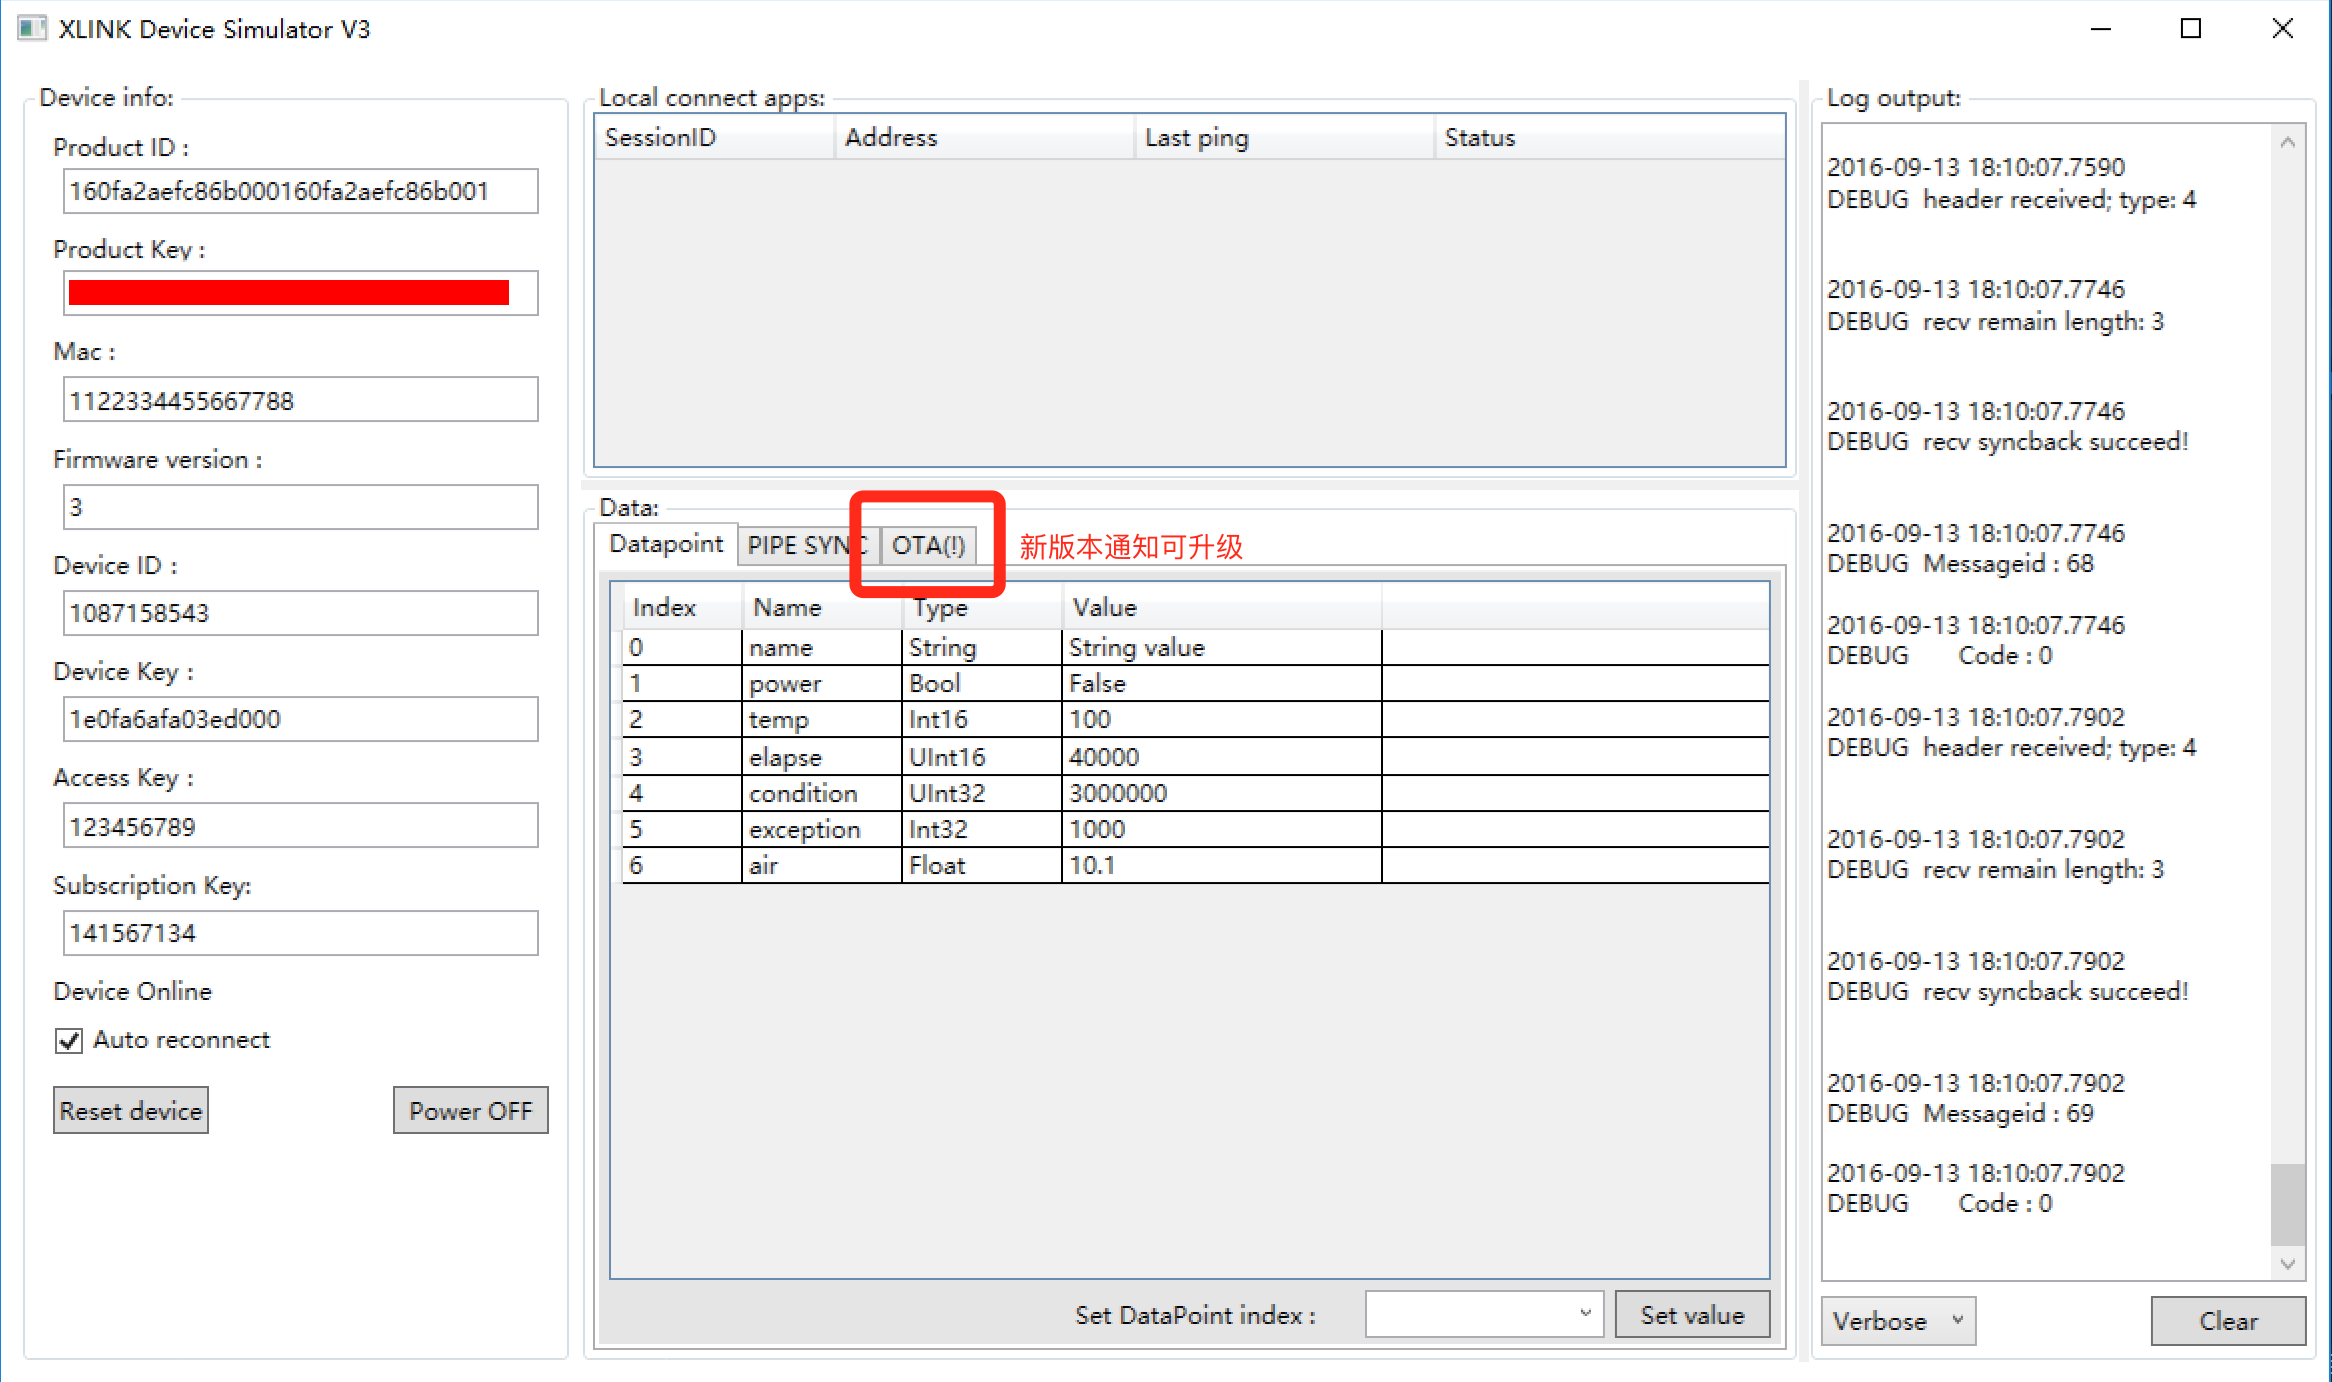 XLINK Device Simulator V3
Device info:
Product ID :
160fa2aefc86b000160fa2aefc86b001
Product Key :
Mac :
1122334455667788
Firmware version :
3
Device ID :
1087158543
Device Key :
1e0fa6afa03ed000
Access Key :
123456789
Subscription Key:
141567134
Device Online
Auto reconnect
Reset device Power OFF
Local connect apps:
SessionID Address Last ping Status
Data:
Datapoint PIPE SYNC OTA(!) 新版本通知可升级
Index Name Type Value
0 name String String value
1 power Bool False
2 temp Int16 100
3 elapse UInt16 40000
4 condition UInt32 3000000
5 exception Int32 1000
6 air Float 10.1
Set DataPoint index : Set value
Log output:
2016-09-13 18:10:07.7590
DEBUG header received; type: 4
2016-09-13 18:10:07.7746
DEBUG recv remain length: 3
2016-09-13 18:10:07.7746
DEBUG recv syncback succeed!
2016-09-13 18:10:07.7746
DEBUG Messageid : 68
2016-09-13 18:10:07.7746
DEBUG Code : 0
2016-09-13 18:10:07.7902
DEBUG header received; type: 4
2016-09-13 18:10:07.7902
DEBUG recv remain length: 3
2016-09-13 18:10:07.7902
DEBUG recv syncback succeed!
2016-09-13 18:10:07.7902
DEBUG Messageid : 69
2016-09-13 18:10:07.7902
DEBUG Code : 0
Verbose Clear